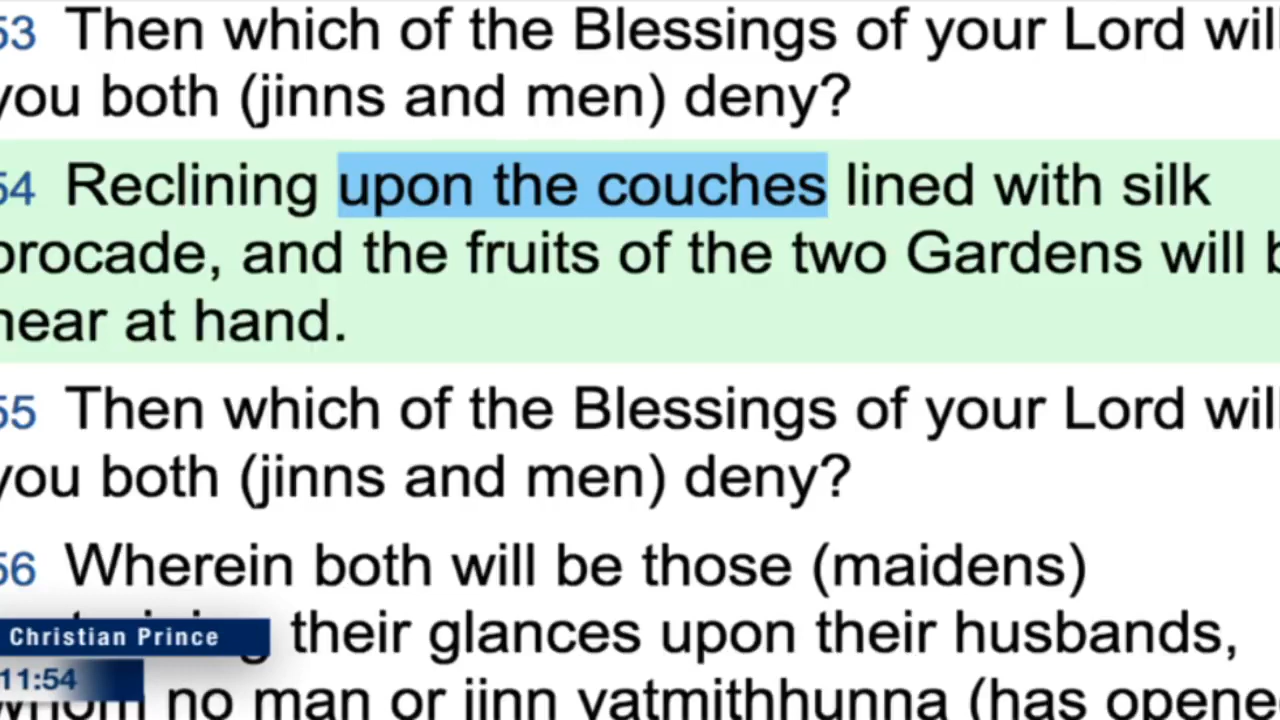 53 Then which of the Blessings of your Lord will
you both (jinns and men) deny?
54 Reclining upon the couches lined with silk
brocade, and the fruits of the two Gardens will
near at hand.
55 Then which of the Blessings of your Lord will
you both (jinns and men) deny?
56 Wherein both will be those (maidens)
their glances upon their husbands,
Christian Prince
11:54
whom no man or jinn yatmithhunna (has opene